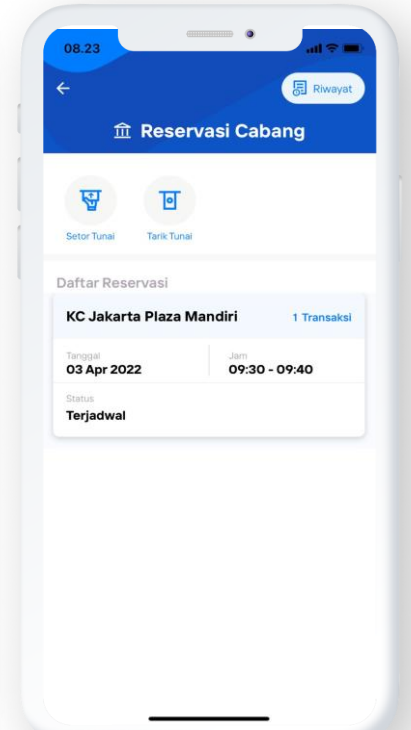 08.23
Riwayat
Reservasi Cabang
Setor Tunai
Tarik Tunai
Daftar Reservasi
KC Jakarta Plaza Mandiri
1 Transaksi
Tanggal
Jam
03 Apr 2022
09:30 - 09:40
Status
Terjadwal